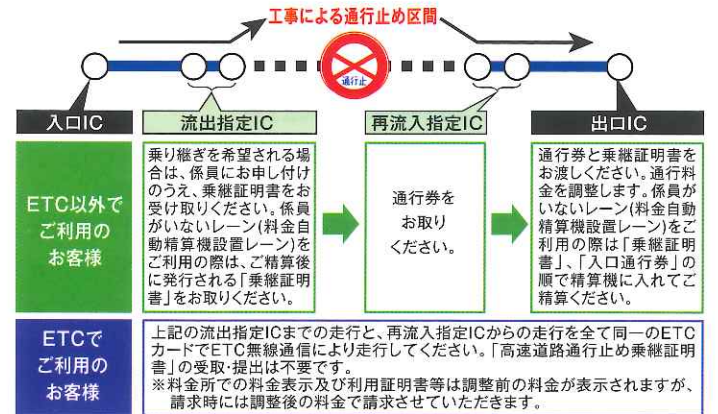 工事による通行止め区間
通行止
入口IC
流出指定IC
再流入指定IC
出口IC
ETC以外で
ご利用の
お客様
乗り継ぎを希望される場
合は、係員にお申し付け
のうえ、乗継証明書をお
受け取りください。係員
がいないレーン(料金自
動精算機設置レーン)を
ご利用の際は、ご精算後
に発行される「乗継証明
書」をお取りください。
通行券を
お取り
ください。
通行券と乗継証明書を
お渡しください。通行料
金を調整します。係員が
いないレーン(料金自動
精算機設置レーン)をご
利用の際は「乗継証明
書」、「入口通行券」の
順で精算機に入れてご
精算ください。
ETCで
ご利用の
お客様
上記の流出指定ICまでの走行と、再流入指定ICからの走行を全て同一のETC
カードでETC無線通信により走行してください。「高速道路通行止め乗継証明
書」の受取・提出は不要です。
※料金所での料金表示及び利用証明書等は調整前の料金が表示されますが、
請求時には調整後の料金で請求させていただきます。